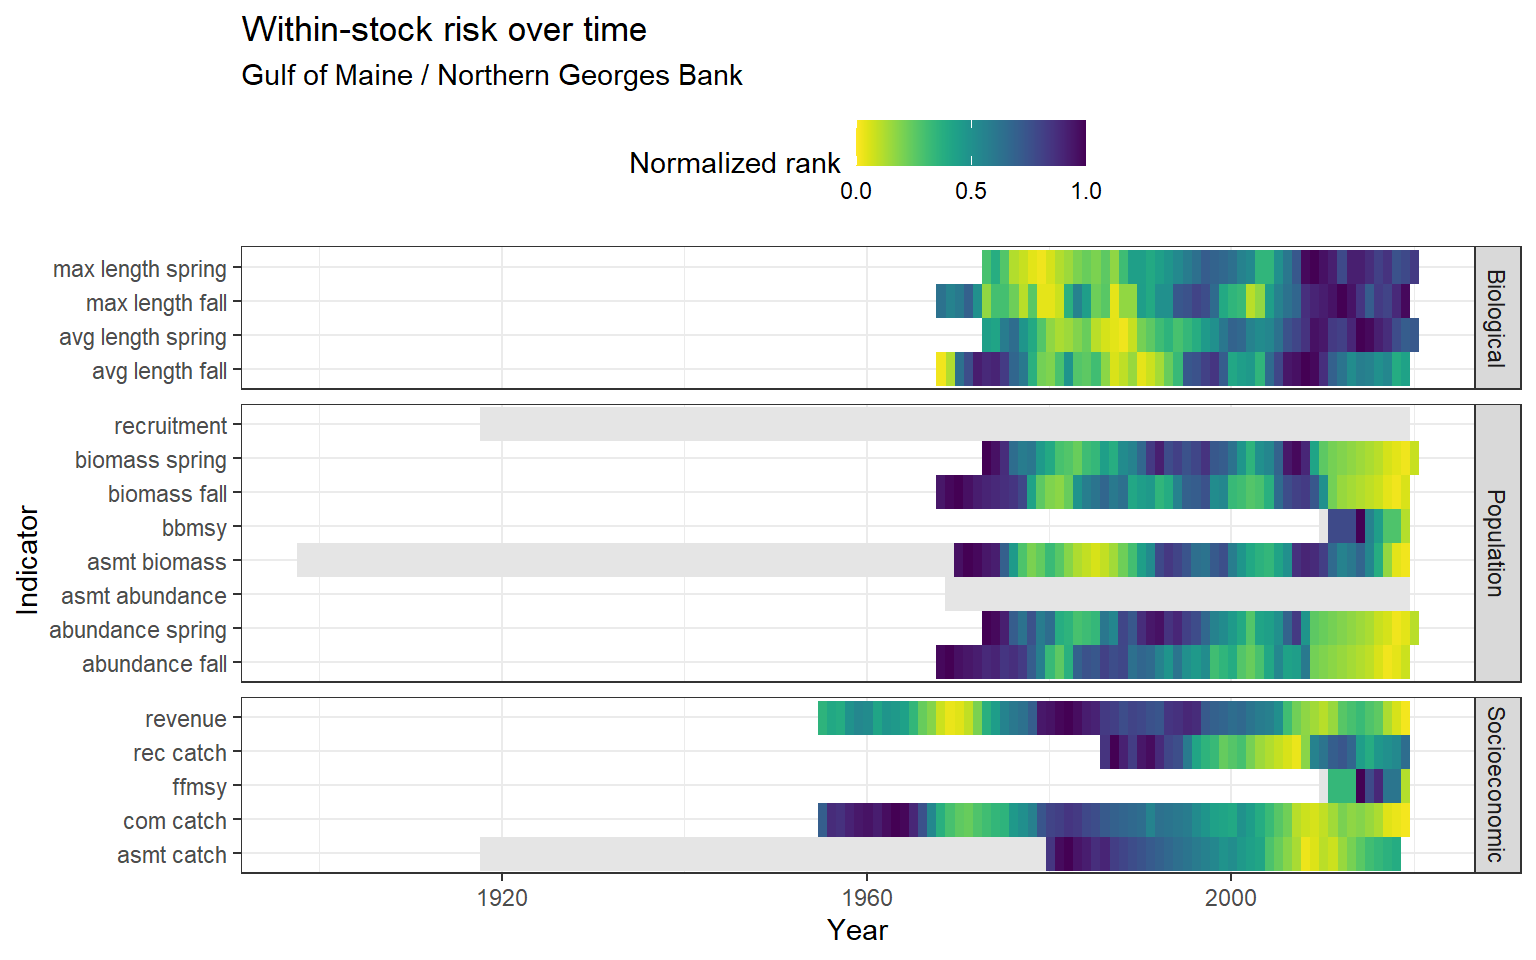 Within-stock risk over time
Gulf of Maine / Northern Georges Bank
Normalized rank
0.0 0.5 1.0
max length spring
max length fall
avg length spring
avg length fall
Biological
recruitment
biomass spring
biomass fall
bbmsy
asmt biomass
asmt abundance
abundance spring
abundance fall
Population
revenue
rec catch
ffmsy
com catch
asmt catch
Socioeconomic
Indicator
1920 1960 2000
Year